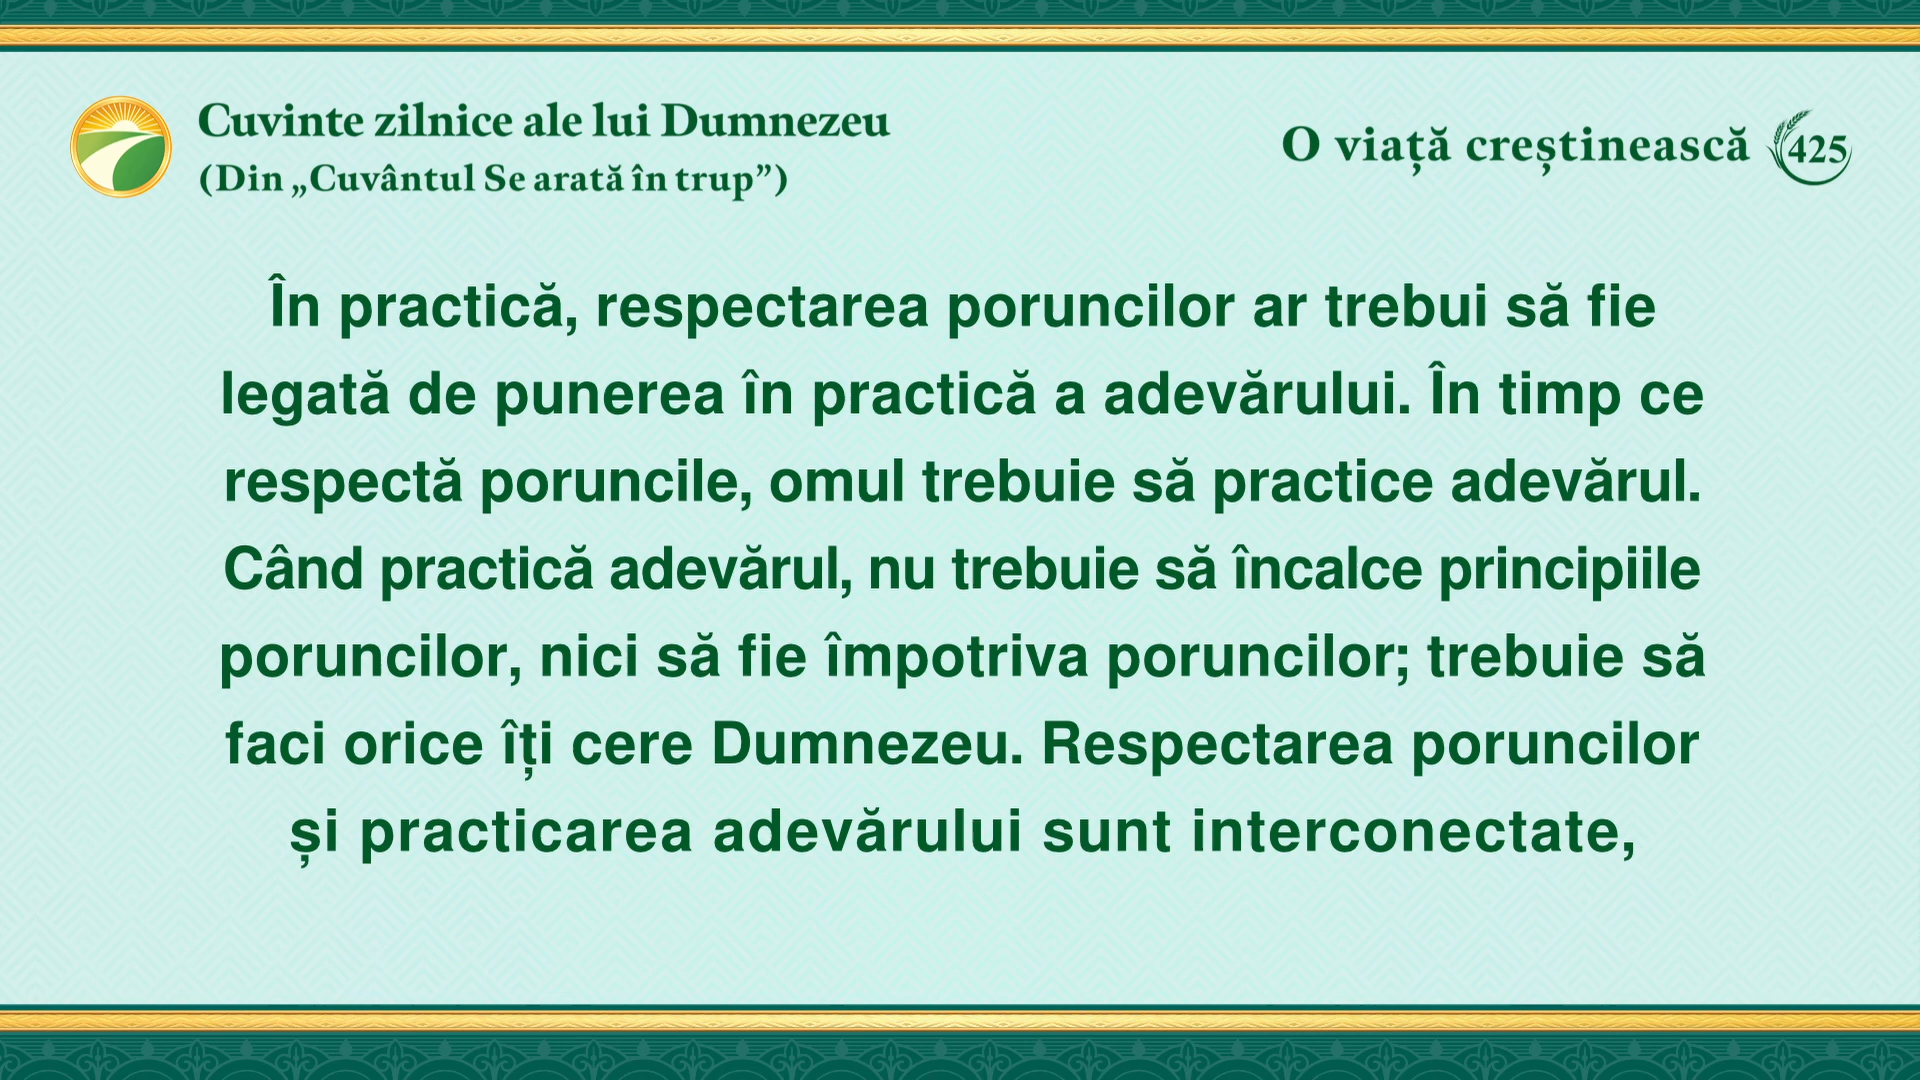 Cuvinte zilnice ale lui Dumnezeu
(Din „Cuvântul Se arată în trup”)
O viață creștinească 425
În practică, respectarea poruncilor ar trebui să fie
legată de punerea în practică a adevărului. În timp ce
respectă poruncile, omul trebuie să practice adevărul.
Când practică adevărul, nu trebuie să încalce principiile
poruncilor, nici să fie împotriva poruncilor; trebuie să
faci orice îți cere Dumnezeu. Respectarea poruncilor
și practicarea adevărului sunt interconectate,